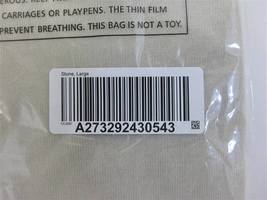 CARRIAGES OR PLAYPENS. THE THIN FILM
PREVENT BREATHING. THIS BAG IS NOT A TOY.
Stone, Large
A273292430543